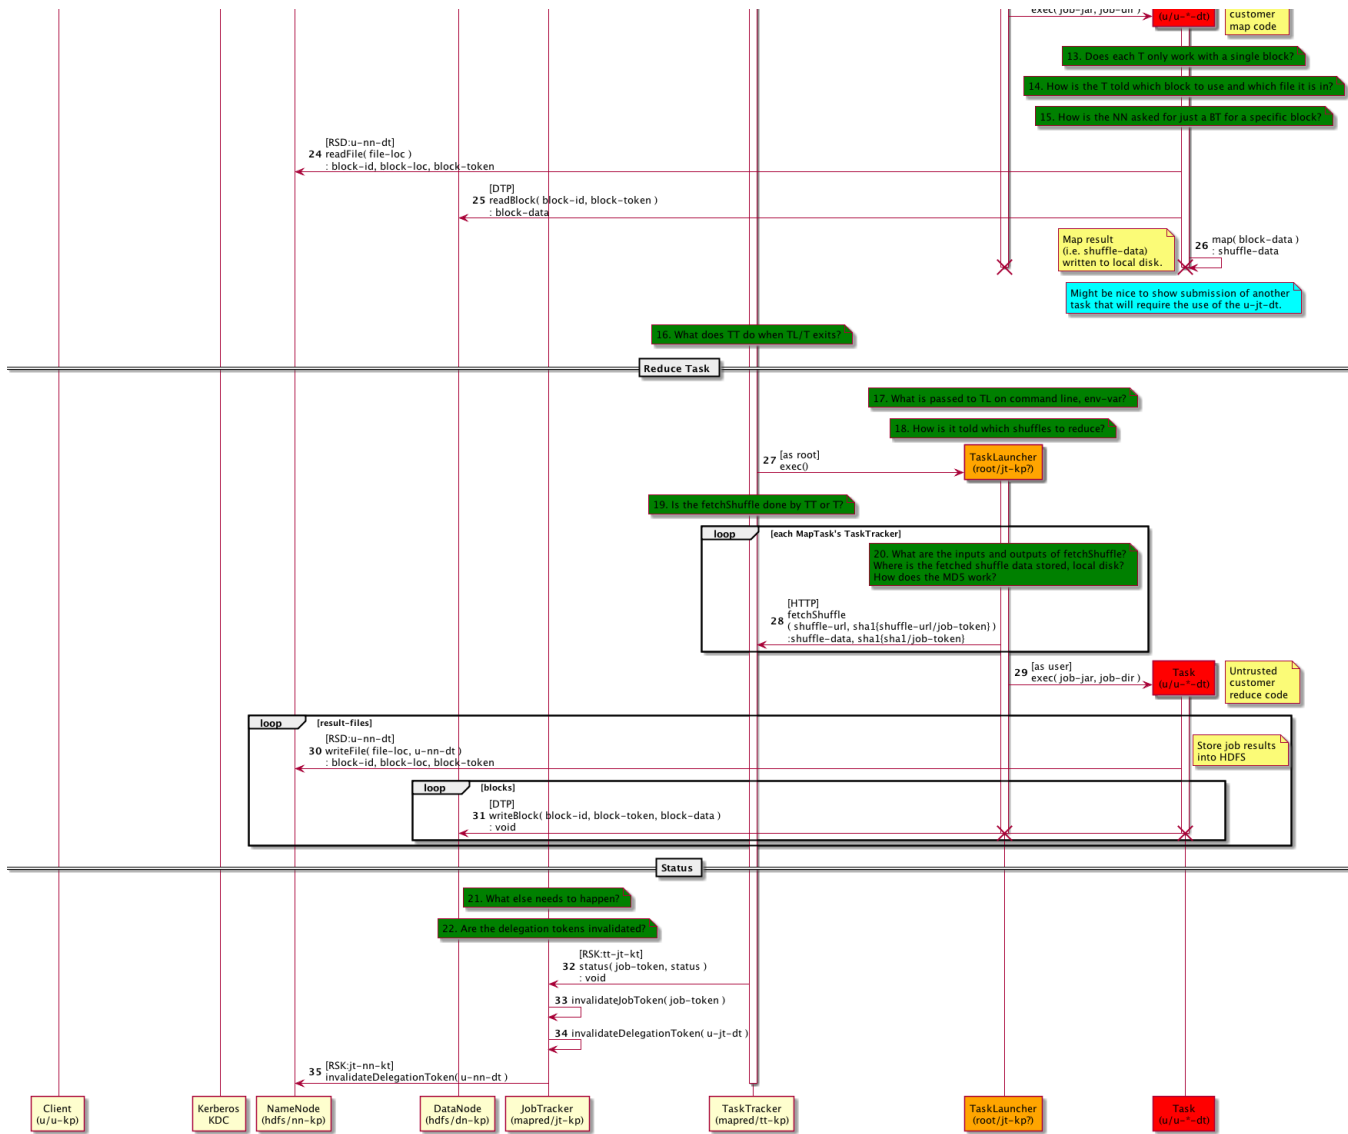 exec( job-jar, job-dir )
(u/u-*-dt)
customer
map code
13. Does each T only work with a single block?
14. How is the T told which block to use and which file it is in?
15. How is the NN asked for just a BT for a specific block?
[RSD:u-nn-dt]
24 readFile( file-loc )
: block-id, block-loc, block-token
[DTP]
25 readBlock( block-id, block-token )
: block-data
Map result
(i.e. shuffle-data)
written to local disk.
26 map( block-data )
: shuffle-data
Might be nice to show submission of another
task that will require the use of the u-jt-dt.
16. What does TT do when TL/T exits?
Reduce Task
17. What is passed to TL on command line, env-var?
18. How is it told which shuffles to reduce?
27 [as root]
exec()
TaskLauncher
(root/jt-kp?)
19. Is the fetchShuffle done by TT or T?
loop [each MapTask's TaskTracker]
20. What are the inputs and outputs of fetchShuffle?
Where is the fetched shuffle data stored, local disk?
How does the MD5 work?
[HTTP]
fetchShuffle
28 ( shuffle-url, sha1{shuffle-url/job-token} )
:shuffle-data, sha1{sha1/job-token}
29 [as user]
exec( job-jar, job-dir )
Task
(u/u-*-dt)
Untrusted
customer
reduce code
loop [result-files]
[RSD:u-nn-dt]
30 writeFile( file-loc, u-nn-dt )
: block-id, block-loc, block-token
Store job results
into HDFS
loop [blocks]
[DTP]
31 writeBlock( block-id, block-token, block-data )
: void
Status
21. What else needs to happen?
22. Are the delegation tokens invalidated?
[RSK:tt-jt-kt]
32 status( job-token, status )
: void
33 invalidateJobToken( job-token )
34 invalidateDelegationToken( u-jt-dt )
35 [RSK:jt-nn-kt]
invalidateDelegationToken( u-nn-dt )
Client
(u/u-kp)
Kerberos
KDC
NameNode
(hdfs/nn-kp)
DataNode
(hdfs/dn-kp)
JobTracker
(mapred/jt-kp)
TaskTracker
(mapred/tt-kp)
TaskLauncher
(root/jt-kp?)
Task
(u/u-*-dt)